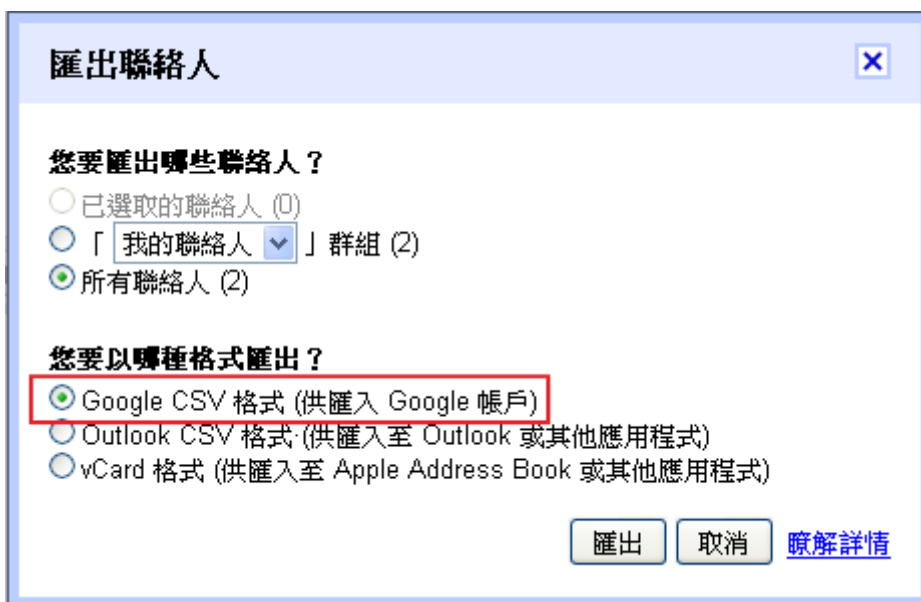 匯出聯絡人
您要匯出哪些聯絡人？
已選取的聯絡人 (0)
「 我的聯絡人 」群組 (2)
所有聯絡人 (2)
您要以哪種格式匯出？
Google CSV 格式 (供匯入 Google 帳戶)
Outlook CSV 格式 (供匯入至 Outlook 或其他應用程式)
vCard 格式 (供匯入至 Apple Address Book 或其他應用程式)
匯出 取消 瞭解詳情